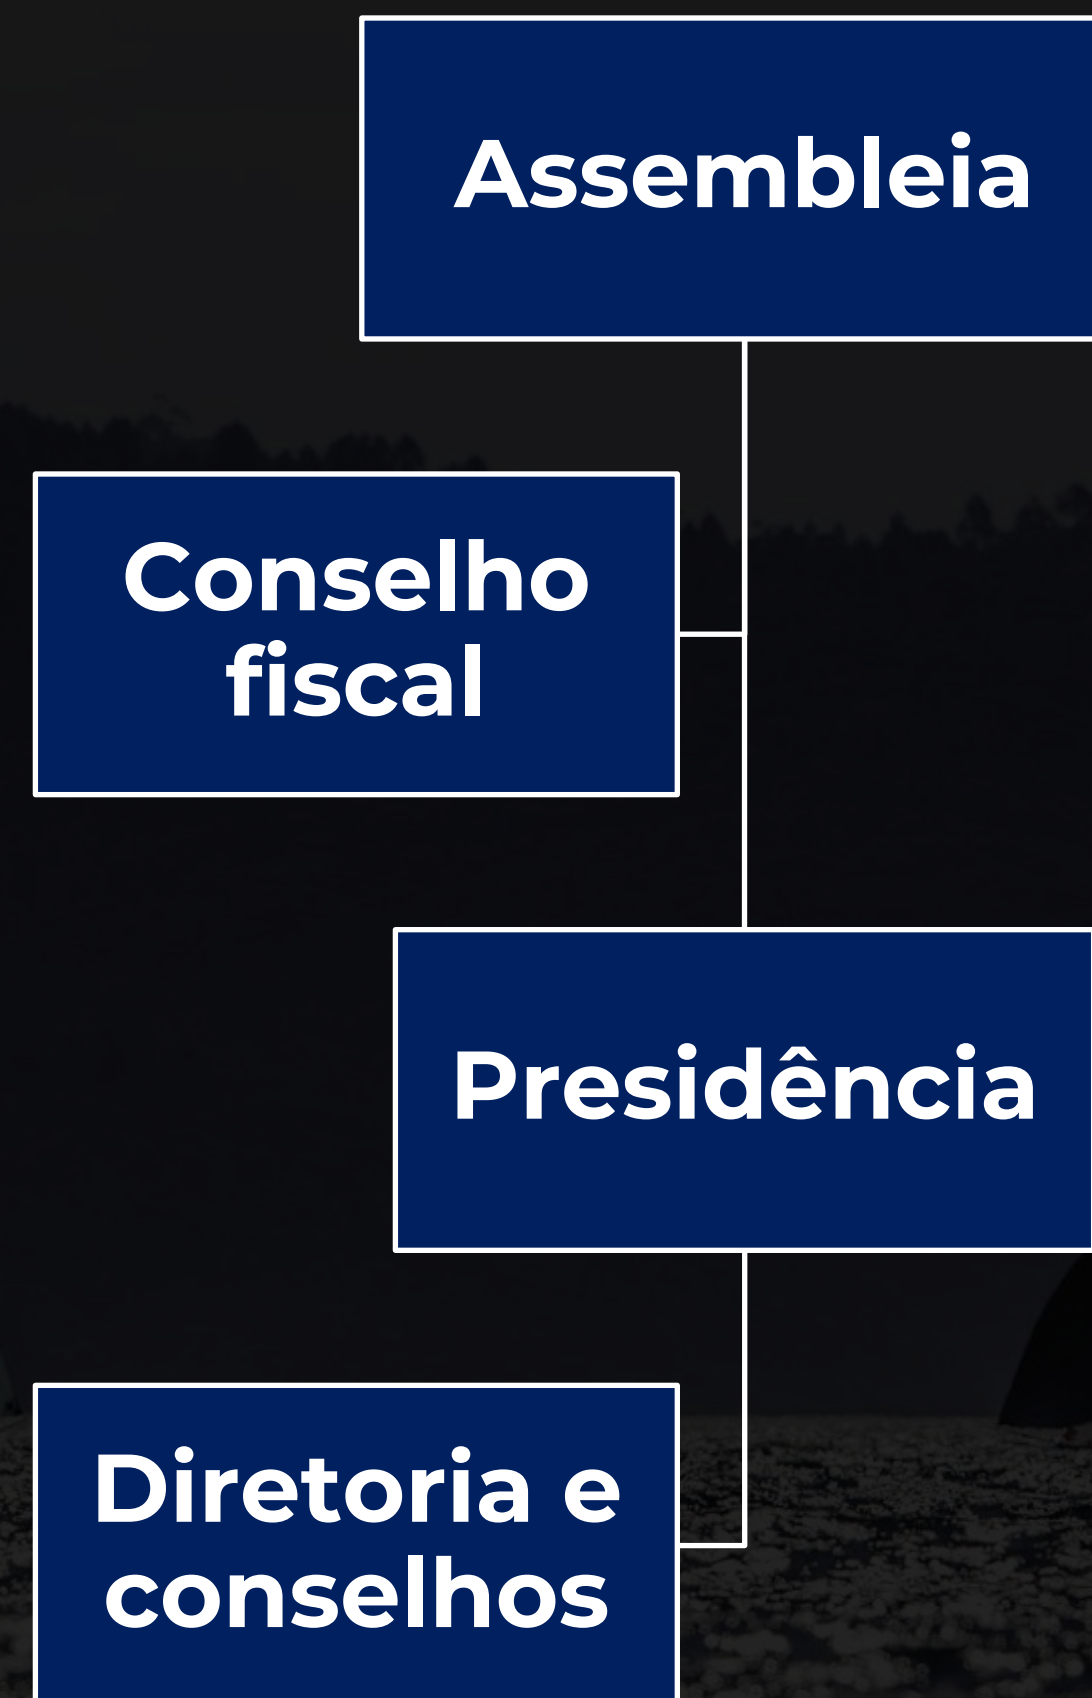 Assembleia
Conselho
fiscal
Presidência
Diretoria e
conselhos